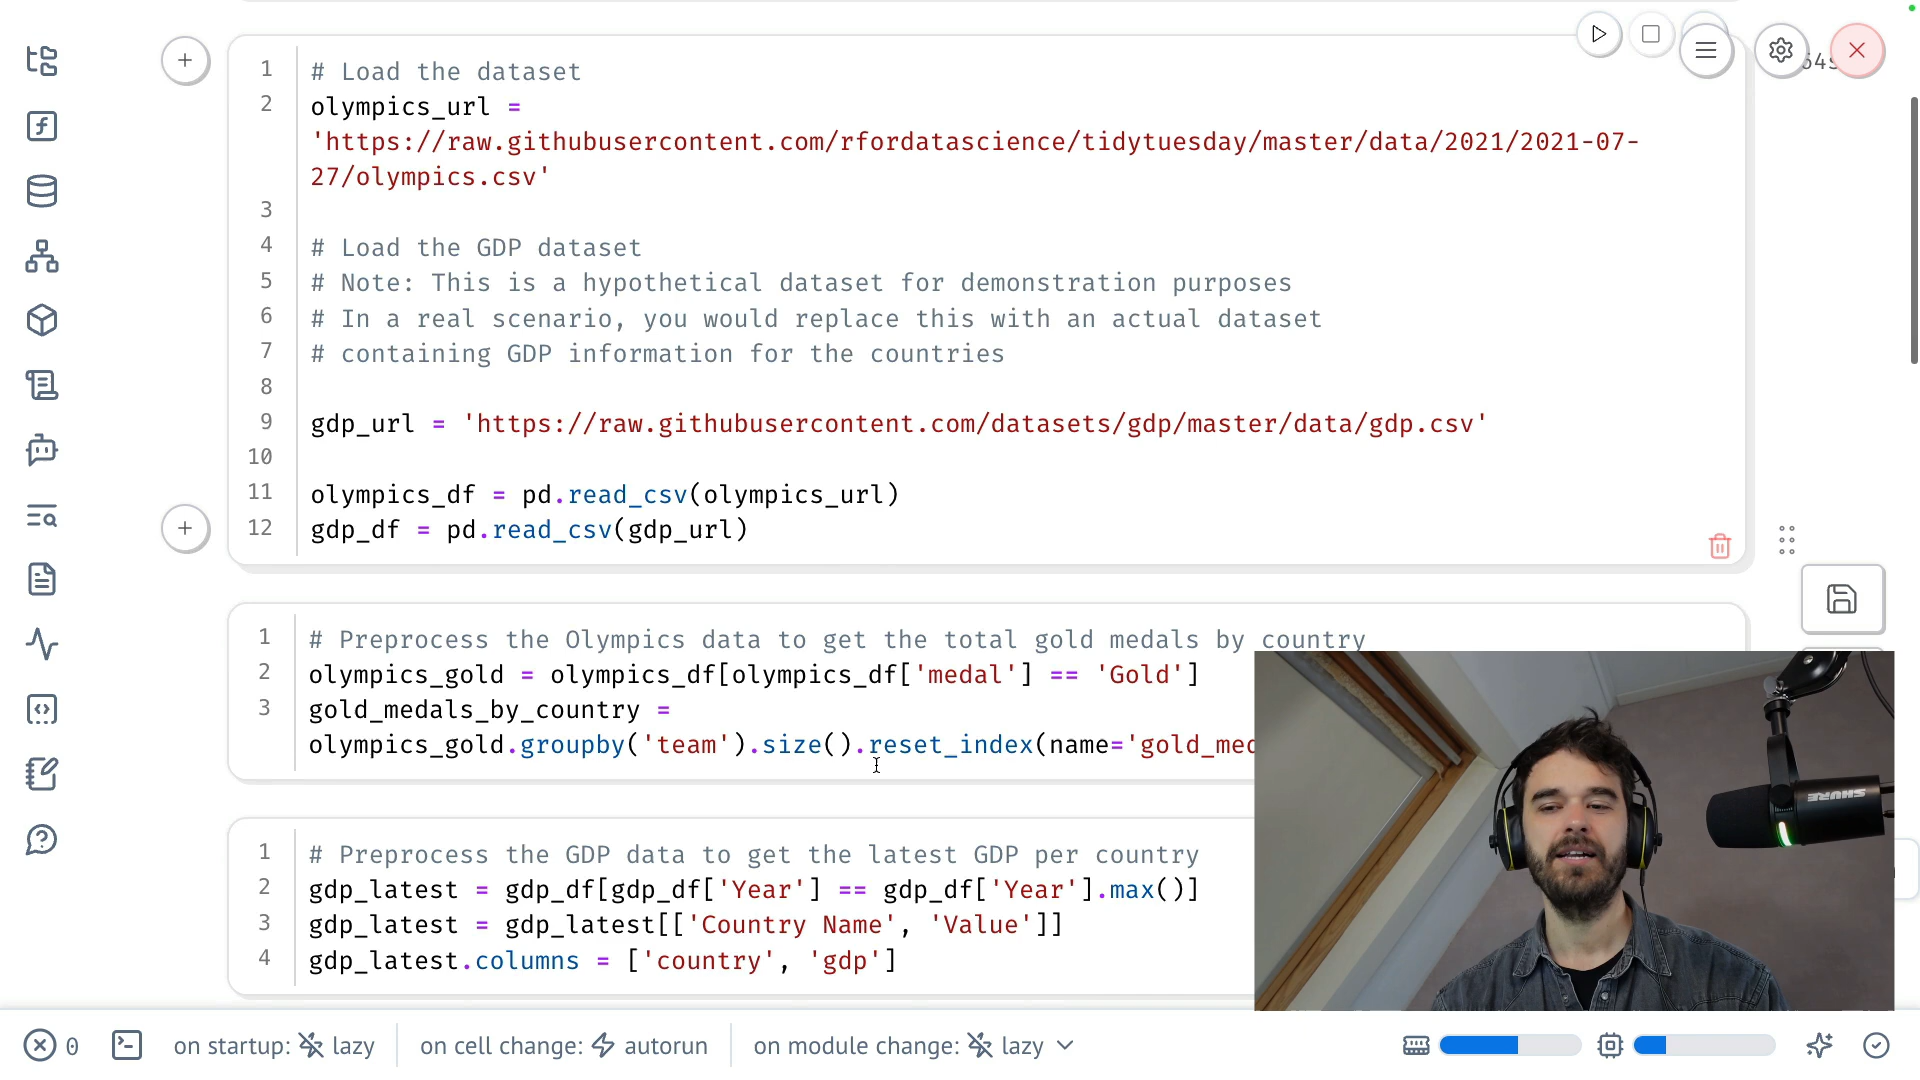 1 # Load the dataset
2 olympics_url =
'https://raw.githubusercontent.com/rfordatascience/tidytuesday/master/data/2021/2021-07-
27/olympics.csv'
3
4 # Load the GDP dataset
5 # Note: This is a hypothetical dataset for demonstration purposes
6 # In a real scenario, you would replace this with an actual dataset
7 # containing GDP information for the countries
8
9 gdp_url = 'https://raw.githubusercontent.com/datasets/gdp/master/data/gdp.csv'
10
11 olympics_df = pd.read_csv(olympics_url)
12 gdp_df = pd.read_csv(gdp_url)
1 # Preprocess the Olympics data to get the total gold medals by country
2 olympics_gold = olympics_df[olympics_df['medal'] == 'Gold']
3 gold_medals_by_country =
olympics_gold.groupby('team').size().reset_index(name='gold_med
1 # Preprocess the GDP data to get the latest GDP per country
2 gdp_latest = gdp_df[gdp_df['Year'] == gdp_df['Year'].max()]
3 gdp_latest = gdp_latest[['Country Name', 'Value']]
4 gdp_latest.columns = ['country', 'gdp']
SHURE
0 on startup: lazy on cell change: autorun on module change: lazy